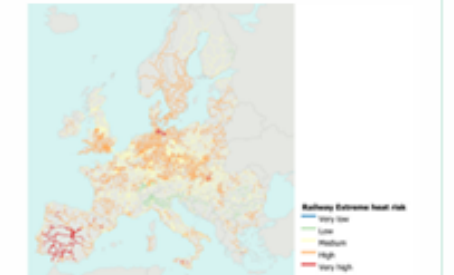 Railway Extreme heat risk
Very low
Low
Medium
High
Very high